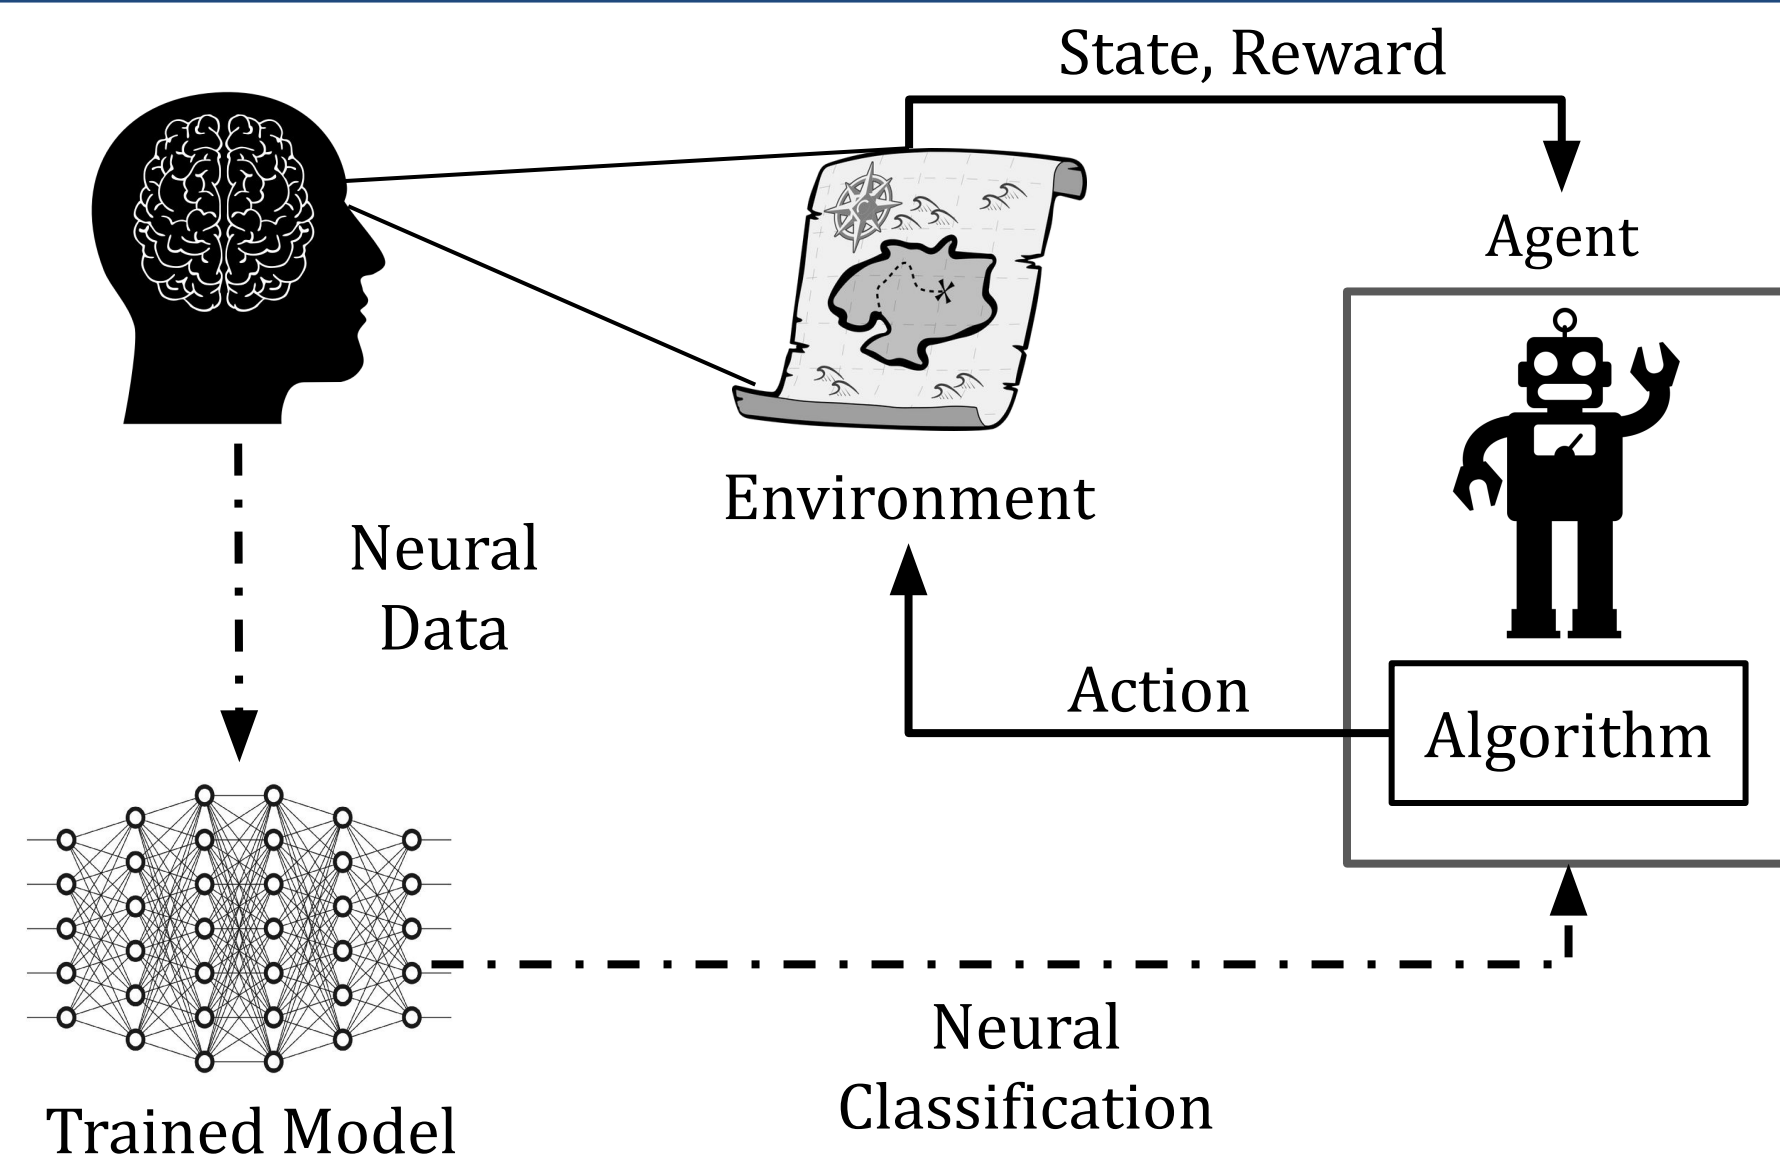 State, Reward
Agent
Environment
Neural
Data
Action
Algorithm
Neural
Classification
Trained Model